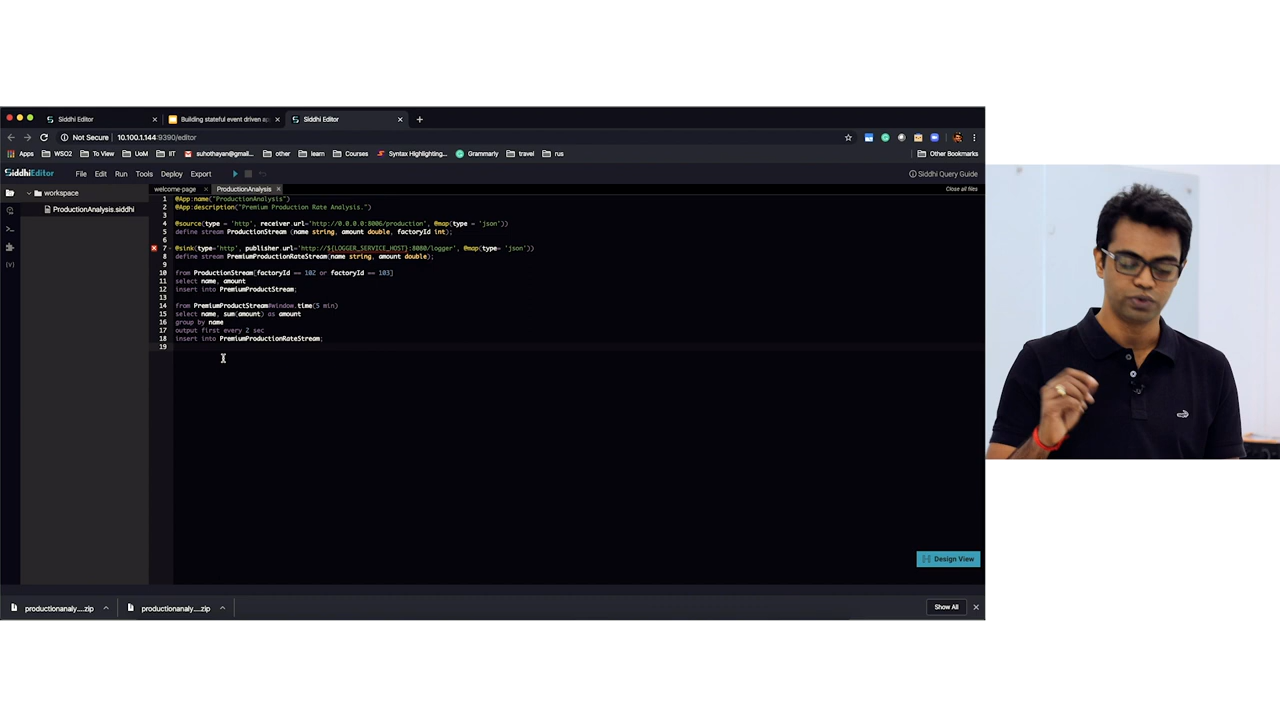 Siddhi Editor
Building stateful event driven a
Siddhi Editor
Not Secure 10.100.1.144:9390/editor
Apps WSO2 To View UoM IIT suhothayan@gmail... other learn Courses Syntax Highlighting... Grammarly travel rus Other Bookmarks
SiddhiEditor File Edit Run Tools Deploy Export Siddhi Query Guide
workspace
ProductionAnalysis.siddhi
welcome-page ProductionAnalysis Close all files
1 @App:name("ProductionAnalysis")
2 @App:description("Premium Production Rate Analysis.")
3
4 @source(type = 'http', receiver.url='http://0.0.0.0:8006/production', @map(type = 'json'))
5 define stream ProductionStream (name string, amount double, factoryId int);
6
7 @sink(type='http', publisher.url='http://${LOGGER_SERVICE_HOST}:8080/logger', @map(type= 'json'))
8 define stream PremiumProductionRateStream(name string, amount double);
9
10 from ProductionStream[factoryId == 102 or factoryId == 103]
11 select name, amount
12 insert into PremiumProductStream;
13
14 from PremiumProductStream#window.time(5 min)
15 select name, sum(amount) as amount
16 group by name
17 output first every 2 sec
18 insert into PremiumProductionRateStream;
19
Design View
productionanaly....zip
productionanaly....zip
Show All